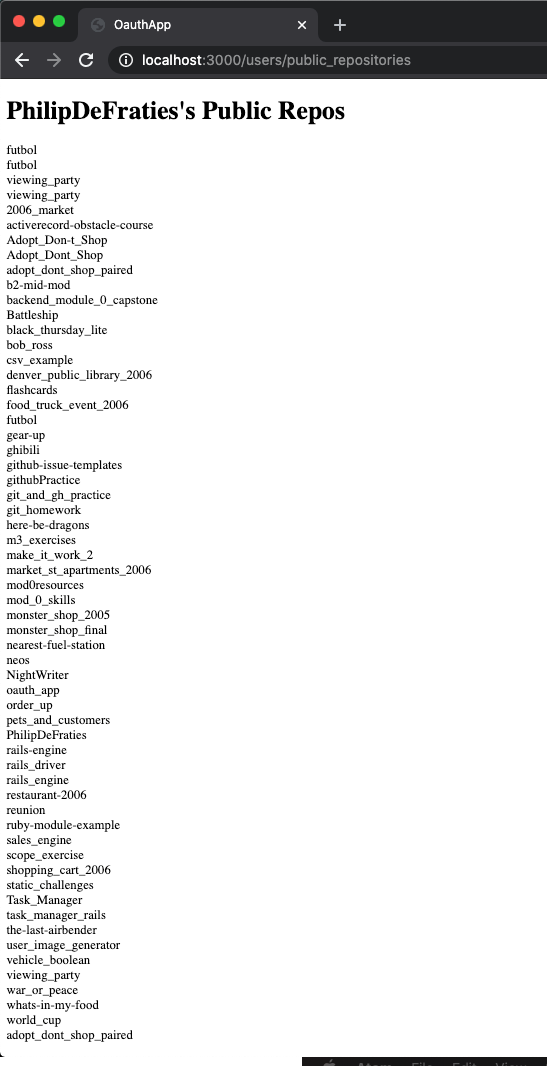 OauthApp
localhost:3000/users/public_repositories
PhilipDeFraties's Public Repos
futbol
futbol
viewing_party
viewing_party
2006_market
activerecord-obstacle-course
Adopt_Don-t_Shop
Adopt_Dont_Shop
adopt_dont_shop_paired
b2-mid-mod
backend_module_0_capstone
Battleship
black_thursday_lite
bob_ross
csv_example
denver_public_library_2006
flashcards
food_truck_event_2006
futbol
gear-up
ghibili
github-issue-templates
githubPractice
git_and_gh_practice
git_homework
here-be-dragons
m3_exercises
make_it_work_2
market_st_apartments_2006
mod0resources
mod_0_skills
monster_shop_2005
monster_shop_final
nearest-fuel-station
neos
NightWriter
oauth_app
order_up
pets_and_customers
PhilipDeFraties
rails-engine
rails_driver
rails_engine
restaurant-2006
reunion
ruby-module-example
sales_engine
scope_exercise
shopping_cart_2006
static_challenges
Task_Manager
task_manager_rails
the-last-airbender
user_image_generator
vehicle_boolean
viewing_party
war_or_peace
whats-in-my-food
world_cup
adopt_dont_shop_paired